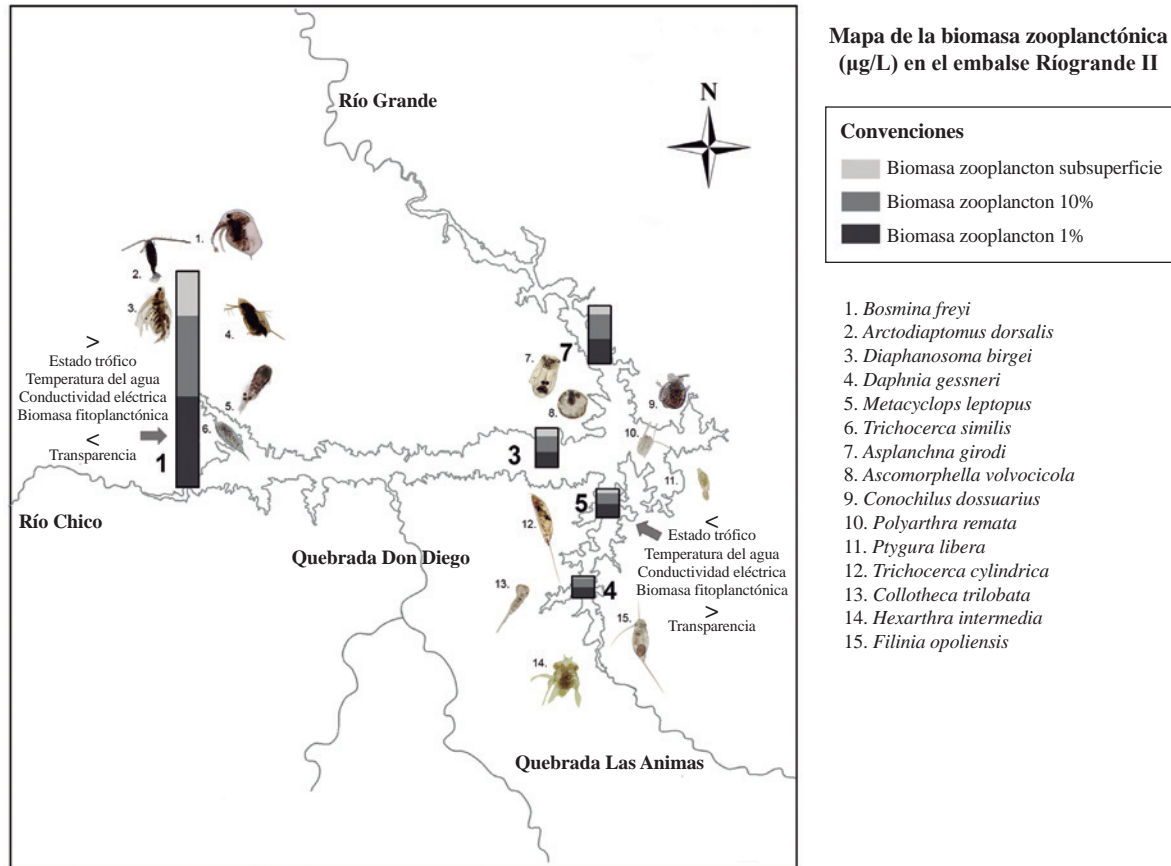 Mapa de la biomasa zooplanctónica
(µg/L) en el embalse Ríogrande II
Convenciones
Biomasa zooplancton subsuperficie
Biomasa zooplancton 10%
Biomasa zooplancton 1%
1. Bosmina freyi
2. Arctodiaptomus dorsalis
3. Diaphanosoma birgei
4. Daphnia gessneri
5. Metacyclops leptopus
6. Trichocerca similis
7. Asplanchna girodi
8. Ascomorphella volvocicola
9. Conochilus dossuarius
10. Polyarthra remata
11. Ptygura libera
12. Trichocerca cylindrica
13. Collotheca trilobata
14. Hexarthra intermedia
15. Filinia opoliensis
Río Grande
N
1.
2.
3.
4.
5.
6.
>
Estado trófico
Temperatura del agua
Conductividad eléctrica
Biomasa fitoplanctónica
<
Transparencia
1
Río Chico
7
7.
8.
9.
10.
11.
3
5
12.
<
Estado trófico
Temperatura del agua
Conductividad eléctrica
Biomasa fitoplanctónica
>
Transparencia
Quebrada Don Diego
4
13.
14.
15.
Quebrada Las Animas